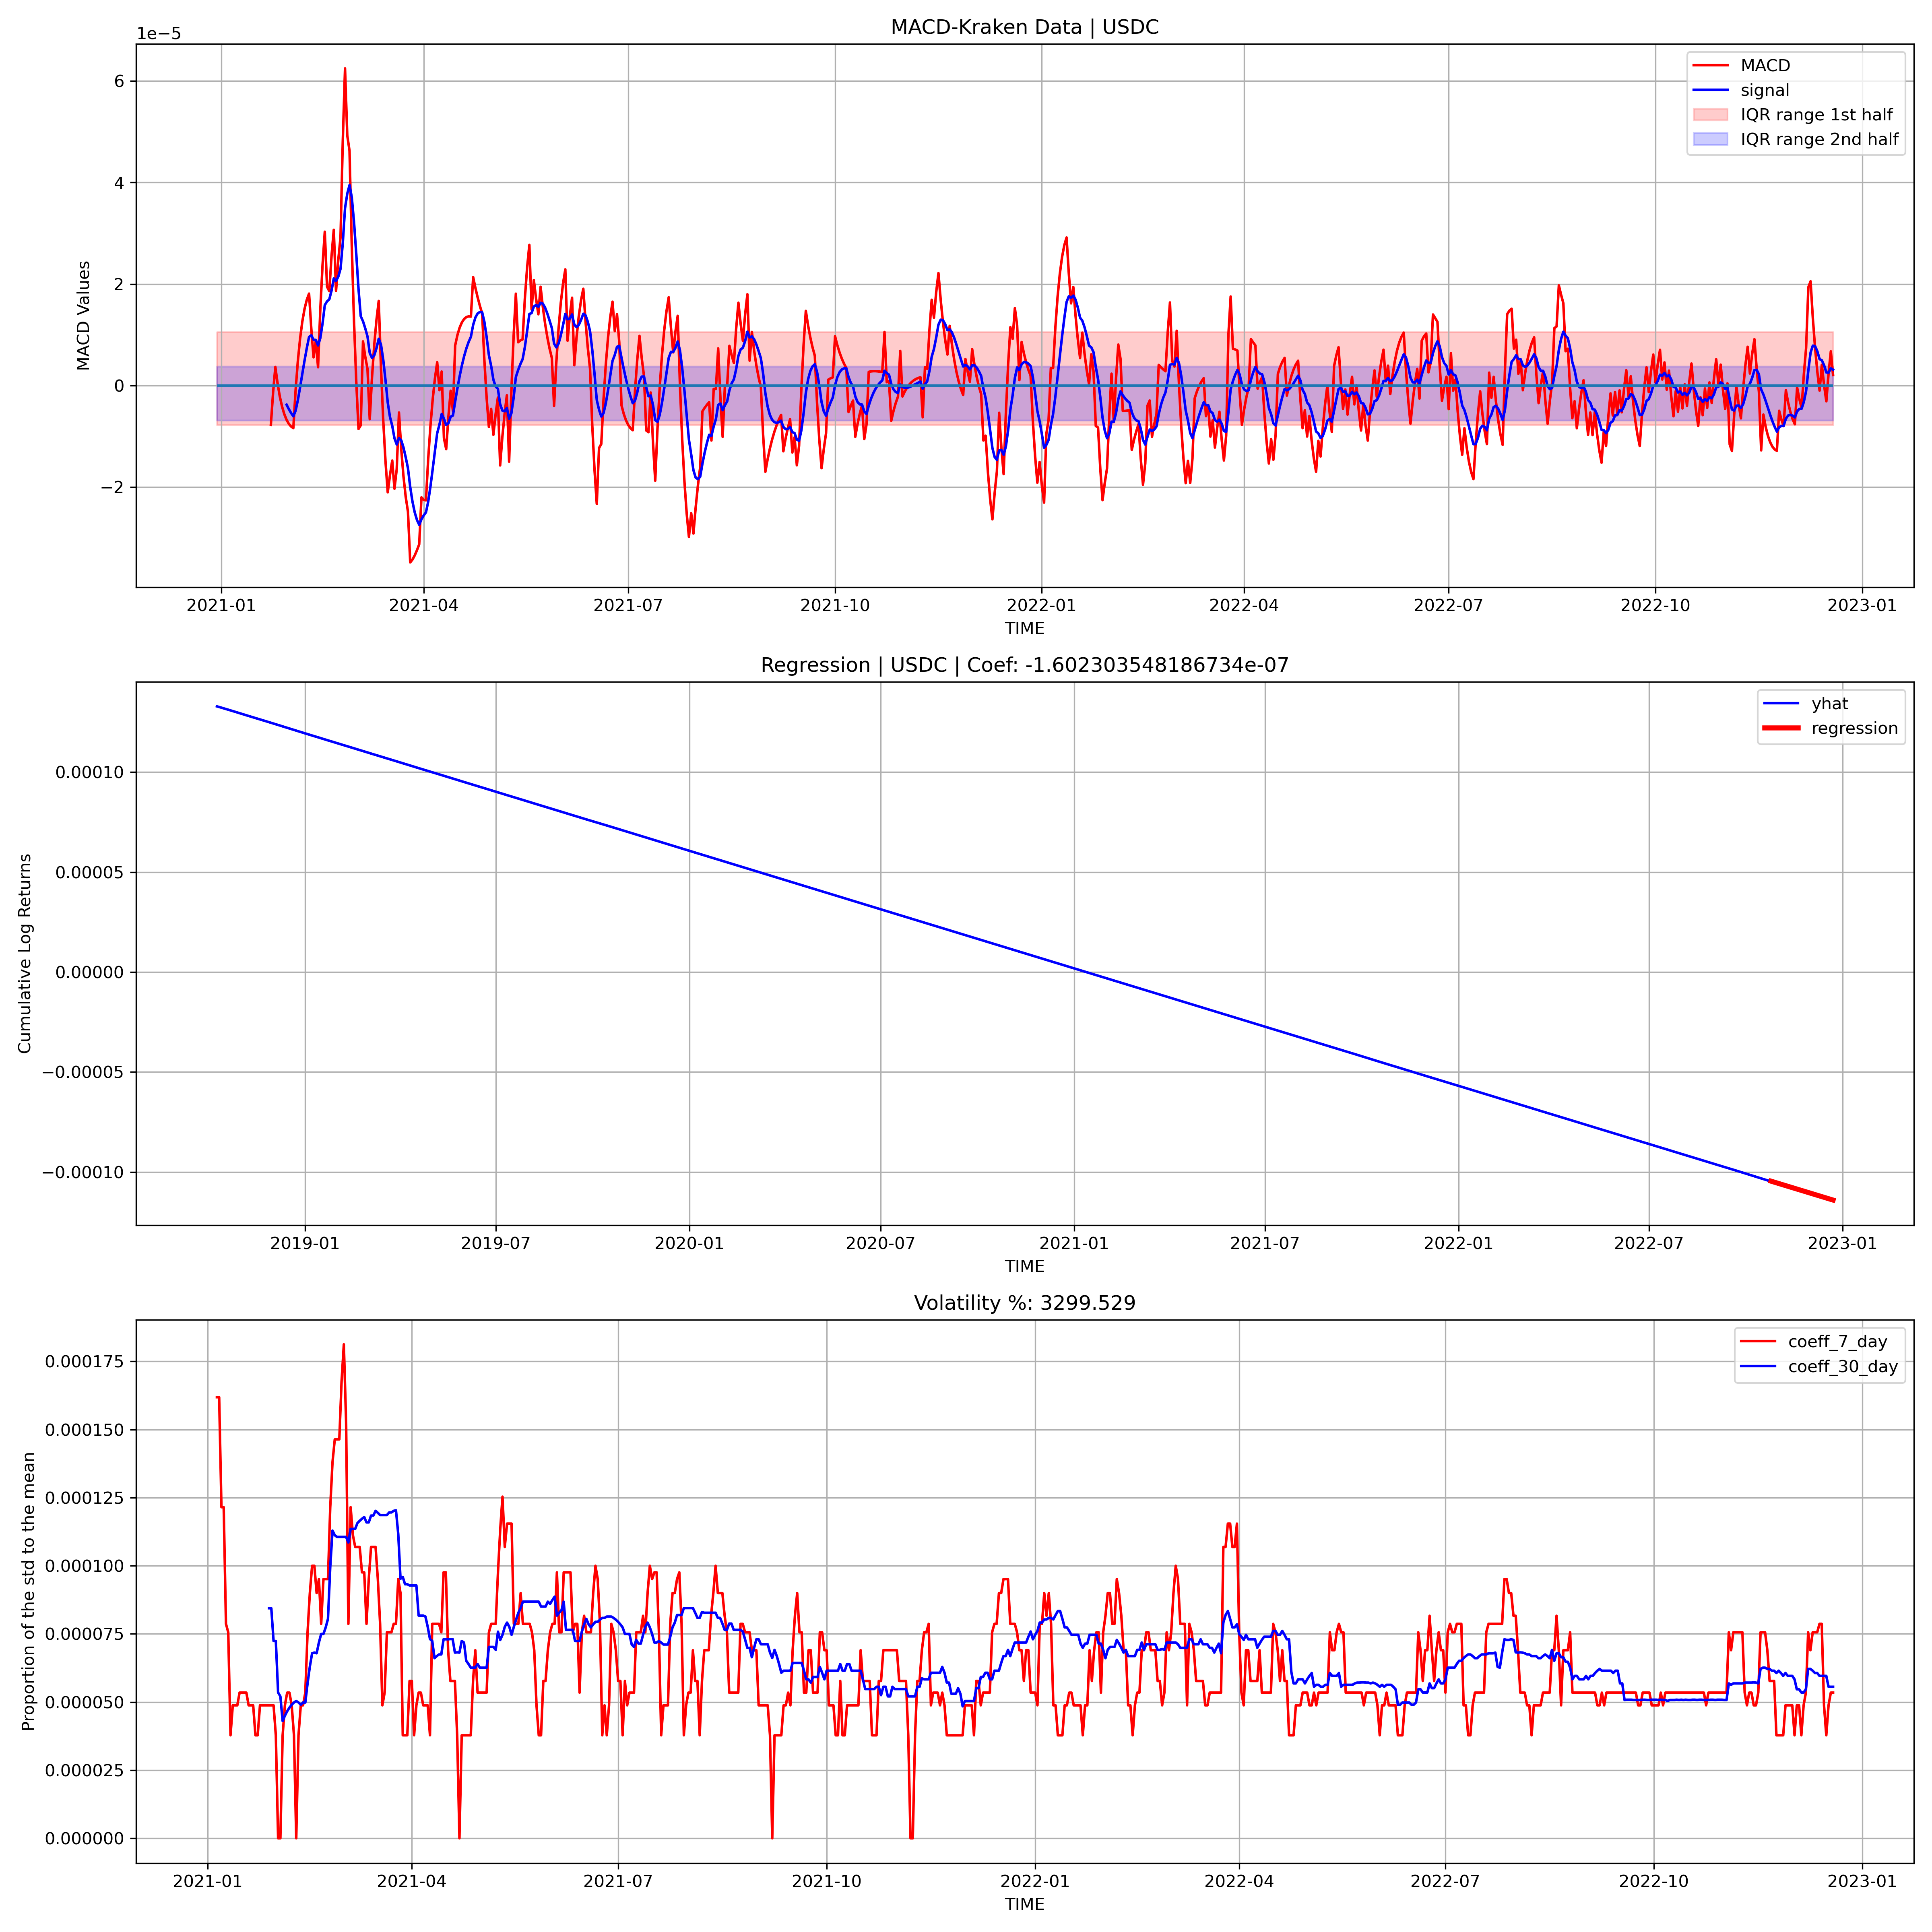 MACD-Kraken Data | USDC
1e−5
MACD
signal
IQR range 1st half
IQR range 2nd half
6
4
2
0
−2
MACD Values
2021-01 2021-04 2021-07 2021-10 2022-01 2022-04 2022-07 2022-10 2023-01
TIME
Regression | USDC | Coef: -1.602303548186734e-07
yhat
regression
0.00010
0.00005
0.00000
−0.00005
−0.00010
Cumulative Log Returns
2019-01 2019-07 2020-01 2020-07 2021-01 2021-07 2022-01 2022-07 2023-01
TIME
Volatility %: 3299.529
coeff_7_day
coeff_30_day
0.000175
0.000150
0.000125
0.000100
0.000075
0.000050
0.000025
0.000000
Proportion of the std to the mean
2021-01 2021-04 2021-07 2021-10 2022-01 2022-04 2022-07 2022-10 2023-01
TIME